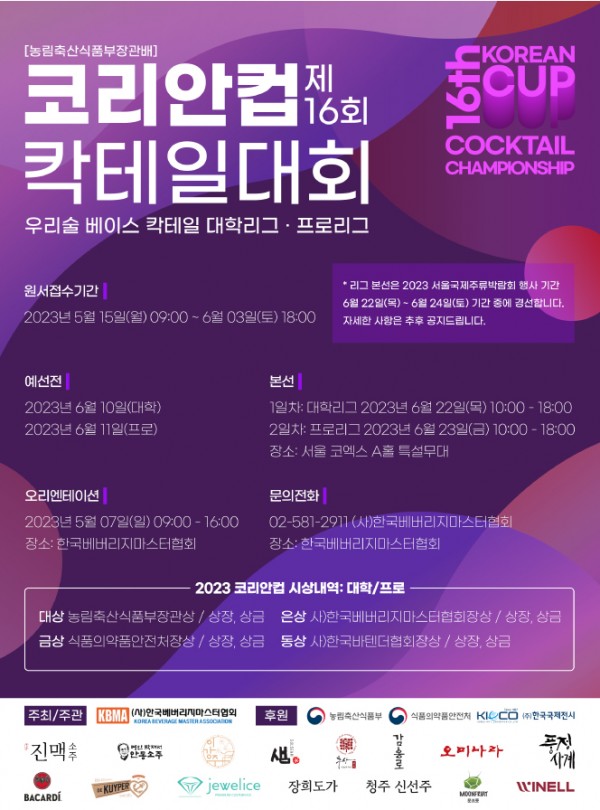 [농림축산식품부장관배]
코리안컵 제16회
칵테일대회
우리술 베이스 칵테일 대학리그 · 프로리그
16th KOREAN CUP COCKTAIL CHAMPIONSHIP
원서접수기간
2023년 5월 15일(월) 09:00 ~ 6월 03일(토) 18:00
* 리그 본선은 2023 서울국제주류박람회 행사 기간
6월 22일(목) ~ 6월 24일(토) 기간 중에 경선합니다.
자세한 사항은 추후 공지드립니다.
예선전
2023년 6월 10일(대학)
2023년 6월 11일(프로)
본선
1일차: 대학리그 2023년 6월 22일(목) 10:00 - 18:00
2일차: 프로리그 2023년 6월 23일(금) 10:00 - 18:00
장소: 서울 코엑스 A홀 특설무대
오리엔테이션
2023년 5월 07일(일) 09:00 - 16:00
장소: 한국베버리지마스터협회
문의전화
02-581-2911 (사)한국베버리지마스터협회
장소: 한국베버리지마스터협회
2023 코리안컵 시상내역: 대학/프로
대상 농림축산식품부장관상 / 상장, 상금 은상 사)한국베버리지마스터협회장상 / 상장, 상금
금상 식품의약품안전처장상 / 상장, 상금 동상 사)한국바텐더협회장상 / 상장, 상금
주최/주관 KBMA (사)한국베버리지마스터협회 KOREA BEVERAGE MASTER ASSOCIATION 후원 농림축산식품부 식품의약품안전처 (주)한국국제전시
진맥소주 안동소주 샘 감홍로 오미나라 풍정사계
BACARDI. DE KUYPER jewelice 장희도가 청주 신선주 MOONFEAST WINELL